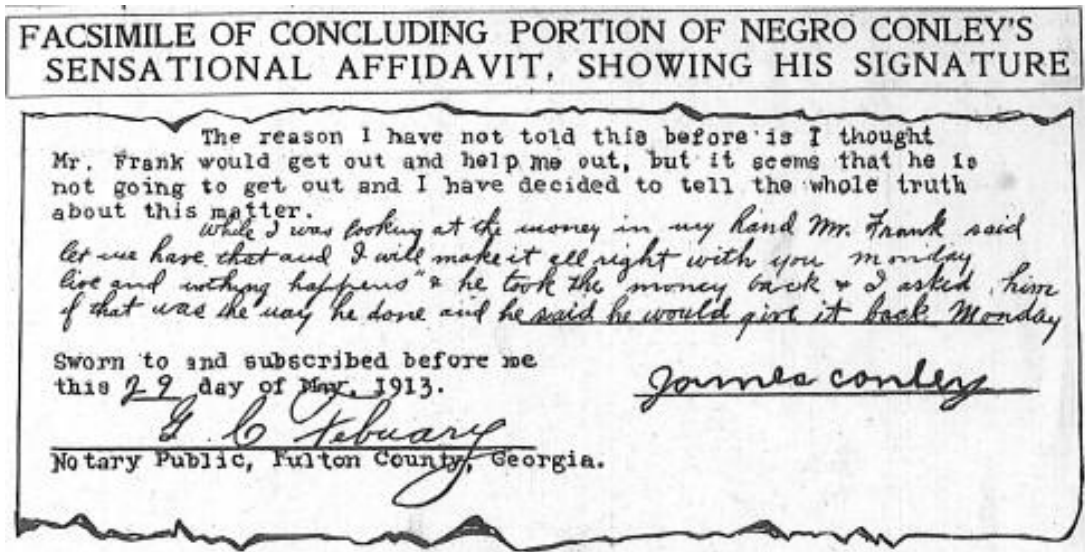 FACSIMILE OF CONCLUDING PORTION OF NEGRO CONLEY'S
SENSATIONAL AFFIDAVIT, SHOWING HIS SIGNATURE
The reason I have not told this before is I thought
Mr. Frank would get out and help me out, but it seems that he is
not going to get out and I have decided to tell the whole truth
about this matter.
While I was looking at the money in my hand Mr. Frank said
let me have that and I will make it all right with you monday
live and nothing happens" & he took the money back & I asked him
if that was the way he done and he said he would give it back Monday
Sworn to and subscribed before me
this 29 day of May, 1913.
James Conley
G. C Febuary
Notary Public, Fulton County, Georgia.